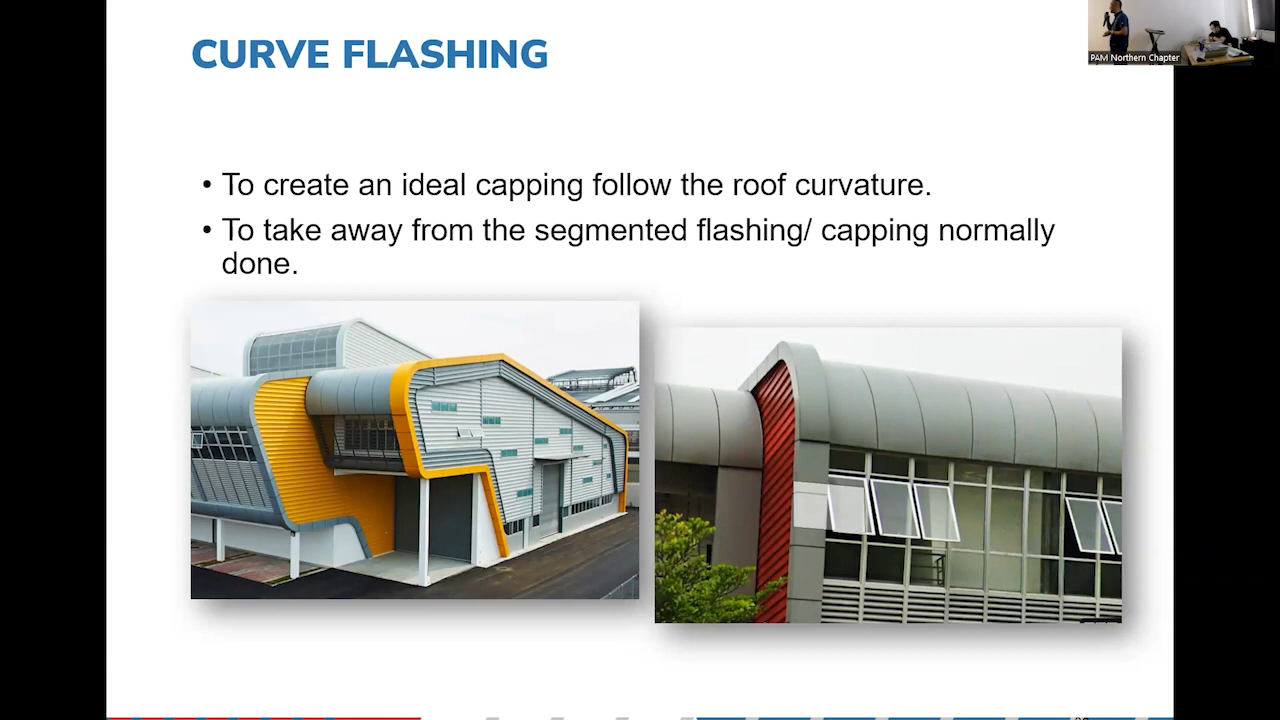 CURVE FLASHING
PAM Northern Chapter
• To create an ideal capping follow the roof curvature.
• To take away from the segmented flashing/ capping normally
done.